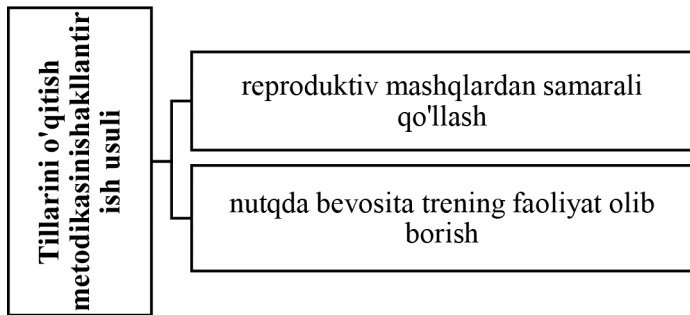 Tillarini o'qitish
metodikasinishakllantir
ish usuli
reproduktiv mashqlardan samarali
qo'llash
nutqda bevosita trening faoliyat olib
borish